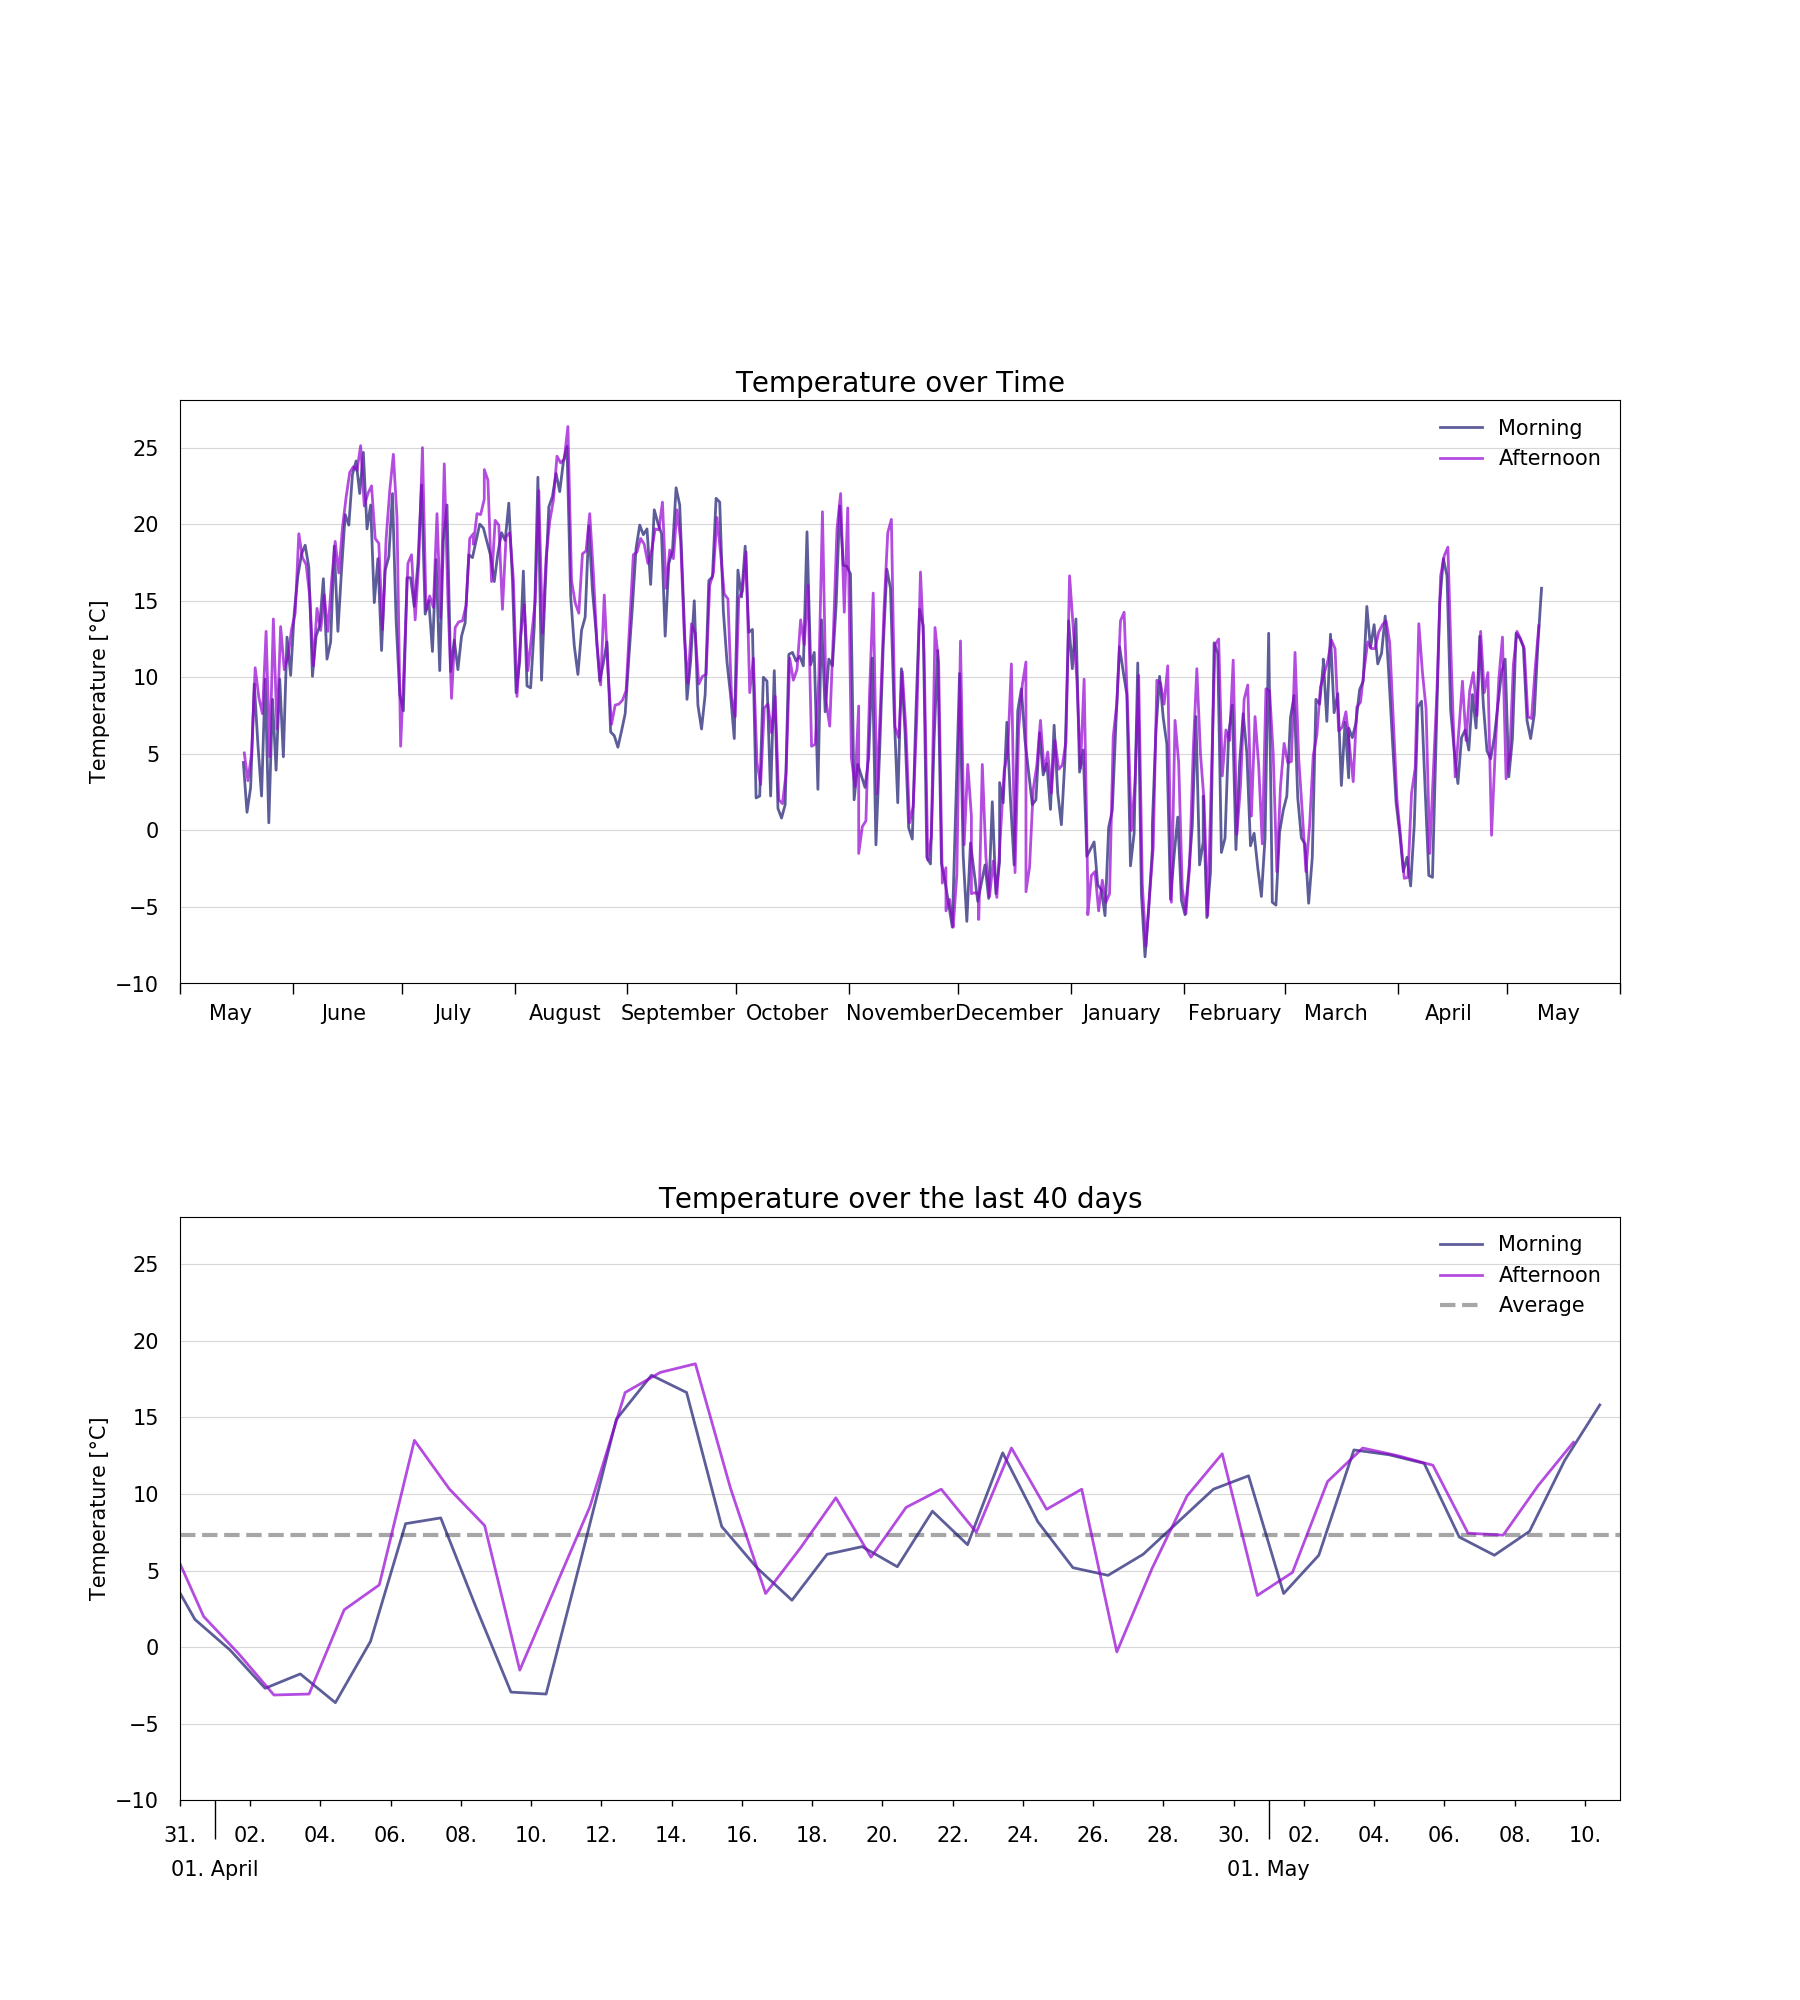 Temperature over Time
Morning
Afternoon
25
20
15
10
5
0
−5
−10
Temperature [°C]
May June July August September October November December January February March April May
Temperature over the last 40 days
Morning
Afternoon
Average
25
20
15
10
5
0
−5
−10
Temperature [°C]
31. 02. 04. 06. 08. 10. 12. 14. 16. 18. 20. 22. 24. 26. 28. 30. 02. 04. 06. 08. 10.
01. April 01. May